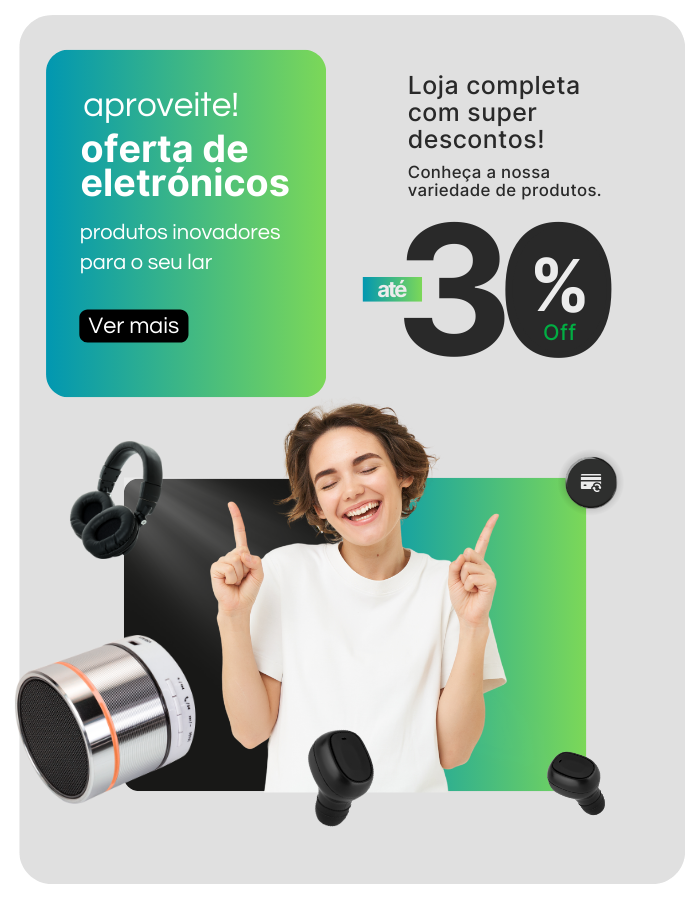 aproveite!
oferta de
eletrónicos
produtos inovadores
para o seu lar
Ver mais
Loja completa
com super
descontos!
Conheça a nossa
variedade de produtos.
até
30
%
Off